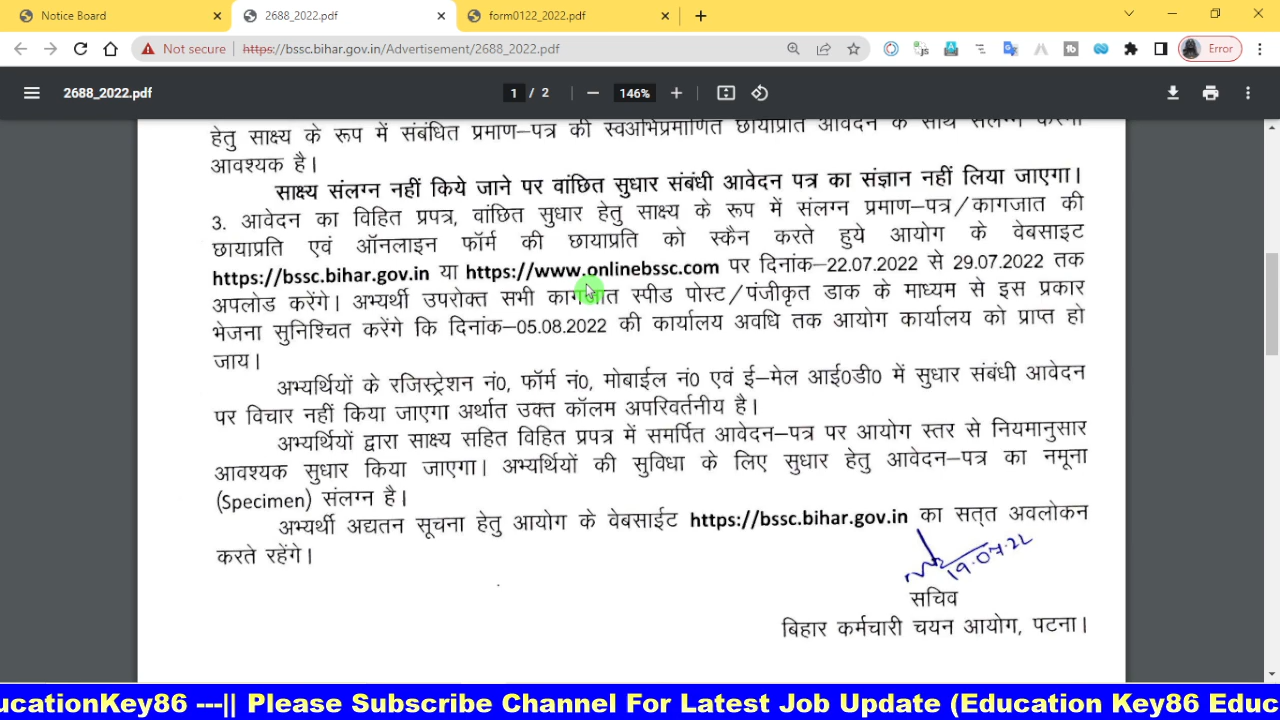 Notice Board
2688_2022.pdf
form0122_2022.pdf
Not secure
https://bssc.bihar.gov.in/Advertisement/2688_2022.pdf
Error
2688_2022.pdf
1 / 2
146%
हेतु साक्ष्य के रूप में संबंधित प्रमाण–पत्र की स्वअभिप्रमाणित छायाप्रति आवेदन के साथ संलग्न करना
आवश्यक है।
साक्ष्य संलग्न नहीं किये जाने पर वांछित सुधार संबंधी आवेदन पत्र का संज्ञान नहीं लिया जाएगा।
3. आवेदन का विहित प्रपत्र, वांछित सुधार हेतु साक्ष्य के रूप में संलग्न प्रमाण–पत्र/कागजात की
छायाप्रति एवं ऑनलाइन फॉर्म की छायाप्रति को स्कैन करते हुये आयोग के वेबसाइट
https://bssc.bihar.gov.in या https://www.onlinebssc.com पर दिनांक–22.07.2022 से 29.07.2022 तक
अपलोड करेंगे। अभ्यर्थी उपरोक्त सभी कागजात स्पीड पोस्ट/पंजीकृत डाक के माध्यम से इस प्रकार
भेजना सुनिश्चित करेंगे कि दिनांक–05.08.2022 की कार्यालय अवधि तक आयोग कार्यालय को प्राप्त हो
जाय।
अभ्यर्थियों के रजिस्ट्रेशन नं0, फॉर्म नं0, मोबाईल नं0 एवं ई–मेल आई0डी0 में सुधार संबंधी आवेदन
पर विचार नहीं किया जाएगा अर्थात उक्त कॉलम अपरिवर्तनीय है।
अभ्यर्थियों द्वारा साक्ष्य सहित विहित प्रपत्र में समर्पित आवेदन–पत्र पर आयोग स्तर से नियमानुसार
आवश्यक सुधार किया जाएगा। अभ्यर्थियों की सुविधा के लिए सुधार हेतु आवेदन–पत्र का नमूना
(Specimen) संलग्न है।
अभ्यर्थी अद्यतन सूचना हेतु आयोग के वेबसाईट https://bssc.bihar.gov.in का सत्त अवलोकन
करते रहेंगे।
19.07.22
सचिव
बिहार कर्मचारी चयन आयोग, पटना।
ucationKey86 ---|| Please Subscribe Channel For Latest Job Update (Education Key86 Educ